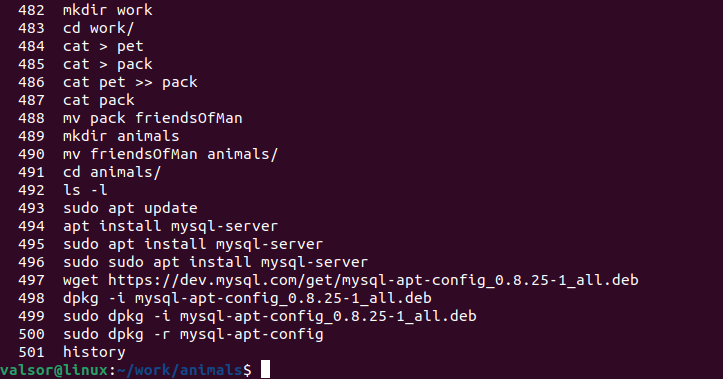 482 mkdir work
483 cd work/
484 cat > pet
485 cat > pack
486 cat pet >> pack
487 cat pack
488 mv pack friendsOfMan
489 mkdir animals
490 mv friendsOfMan animals/
491 cd animals/
492 ls -l
493 sudo apt update
494 apt install mysql-server
495 sudo apt install mysql-server
496 sudo sudo apt install mysql-server
497 wget https://dev.mysql.com/get/mysql-apt-config_0.8.25-1_all.deb
498 dpkg -i mysql-apt-config_0.8.25-1_all.deb
499 sudo dpkg -i mysql-apt-config_0.8.25-1_all.deb
500 sudo dpkg -r mysql-apt-config
501 history
valsor@linux:~/work/animals$